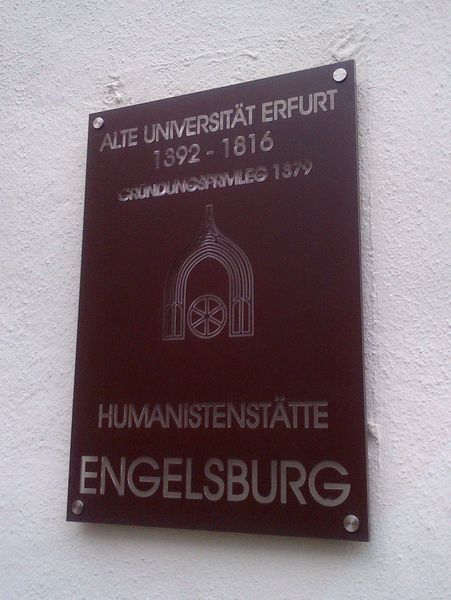 ALTE UNIVERSITÄT ERFURT
1392 - 1816
GRÜNDUNGSPRIVILEG 1379
HUMANISTENSTÄTTE
ENGELSBURG